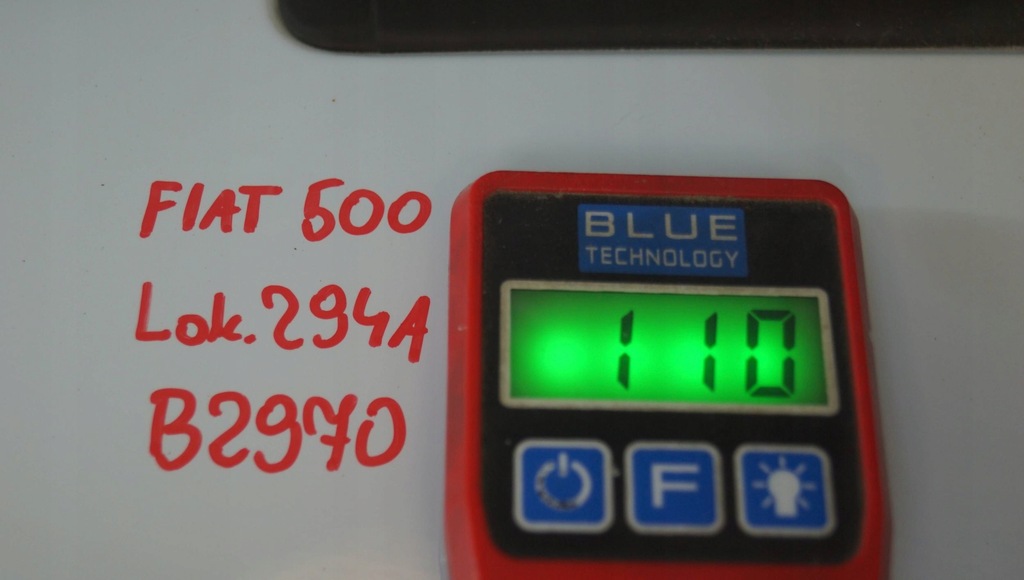 FIAT 500
Lok.294A
B2970
BLUE
TECHNOLOGY
110
F